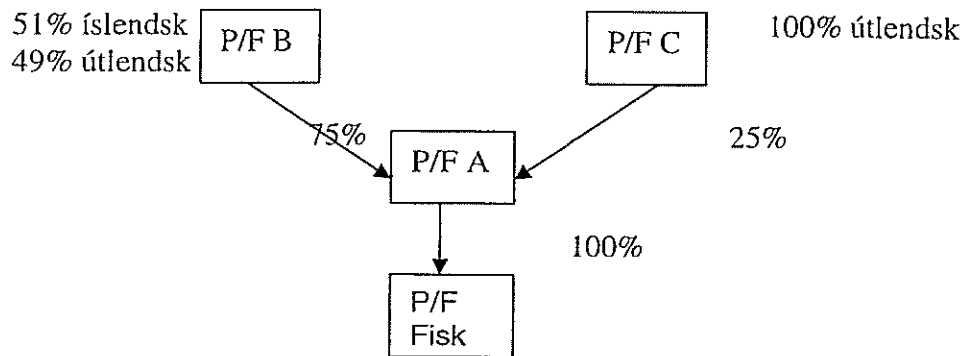 51% íslendsk
49% útlendsk
P/F B
P/F C
100% útlendsk
75%
25%
P/F A
100%
P/F
Fisk